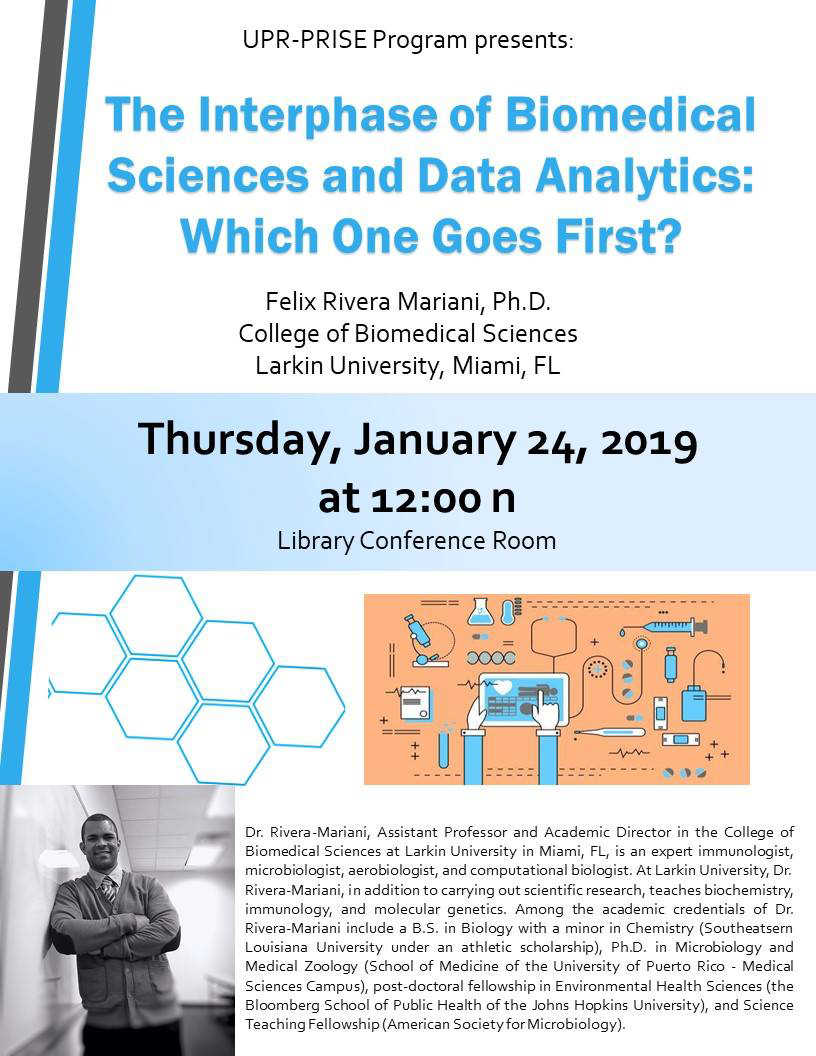 UPR-PRISE Program presents:
The Interphase of Biomedical
Sciences and Data Analytics:
Which One Goes First?
Felix Rivera Mariani, Ph.D.
College of Biomedical Sciences
Larkin University, Miami, FL
Thursday, January 24, 2019
at 12:00 n
Library Conference Room
Dr. Rivera-Mariani, Assistant Professor and Academic Director in the College of
Biomedical Sciences at Larkin University in Miami, FL, is an expert immunologist,
microbiologist, aerobiologist, and computational biologist. At Larkin University, Dr.
Rivera-Mariani, in addition to carrying out scientific research, teaches biochemistry,
immunology, and molecular genetics. Among the academic credentials of Dr.
Rivera-Mariani include a B.S. in Biology with a minor in Chemistry (Southeatsern
Louisiana University under an athletic scholarship), Ph.D. in Microbiology and
Medical Zoology (School of Medicine of the University of Puerto Rico - Medical
Sciences Campus), post-doctoral fellowship in Environmental Health Sciences (the
Bloomberg School of Public Health of the Johns Hopkins University), and Science
Teaching Fellowship (American Society for Microbiology).